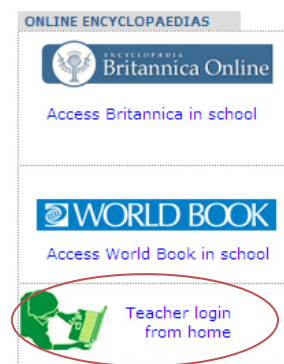 ONLINE ENCYCLOPAEDIAS
ENCYCLOPÆDIA
Britannica Online
Access Britannica in school
WORLD BOOK
Access World Book in school
Teacher login
from home